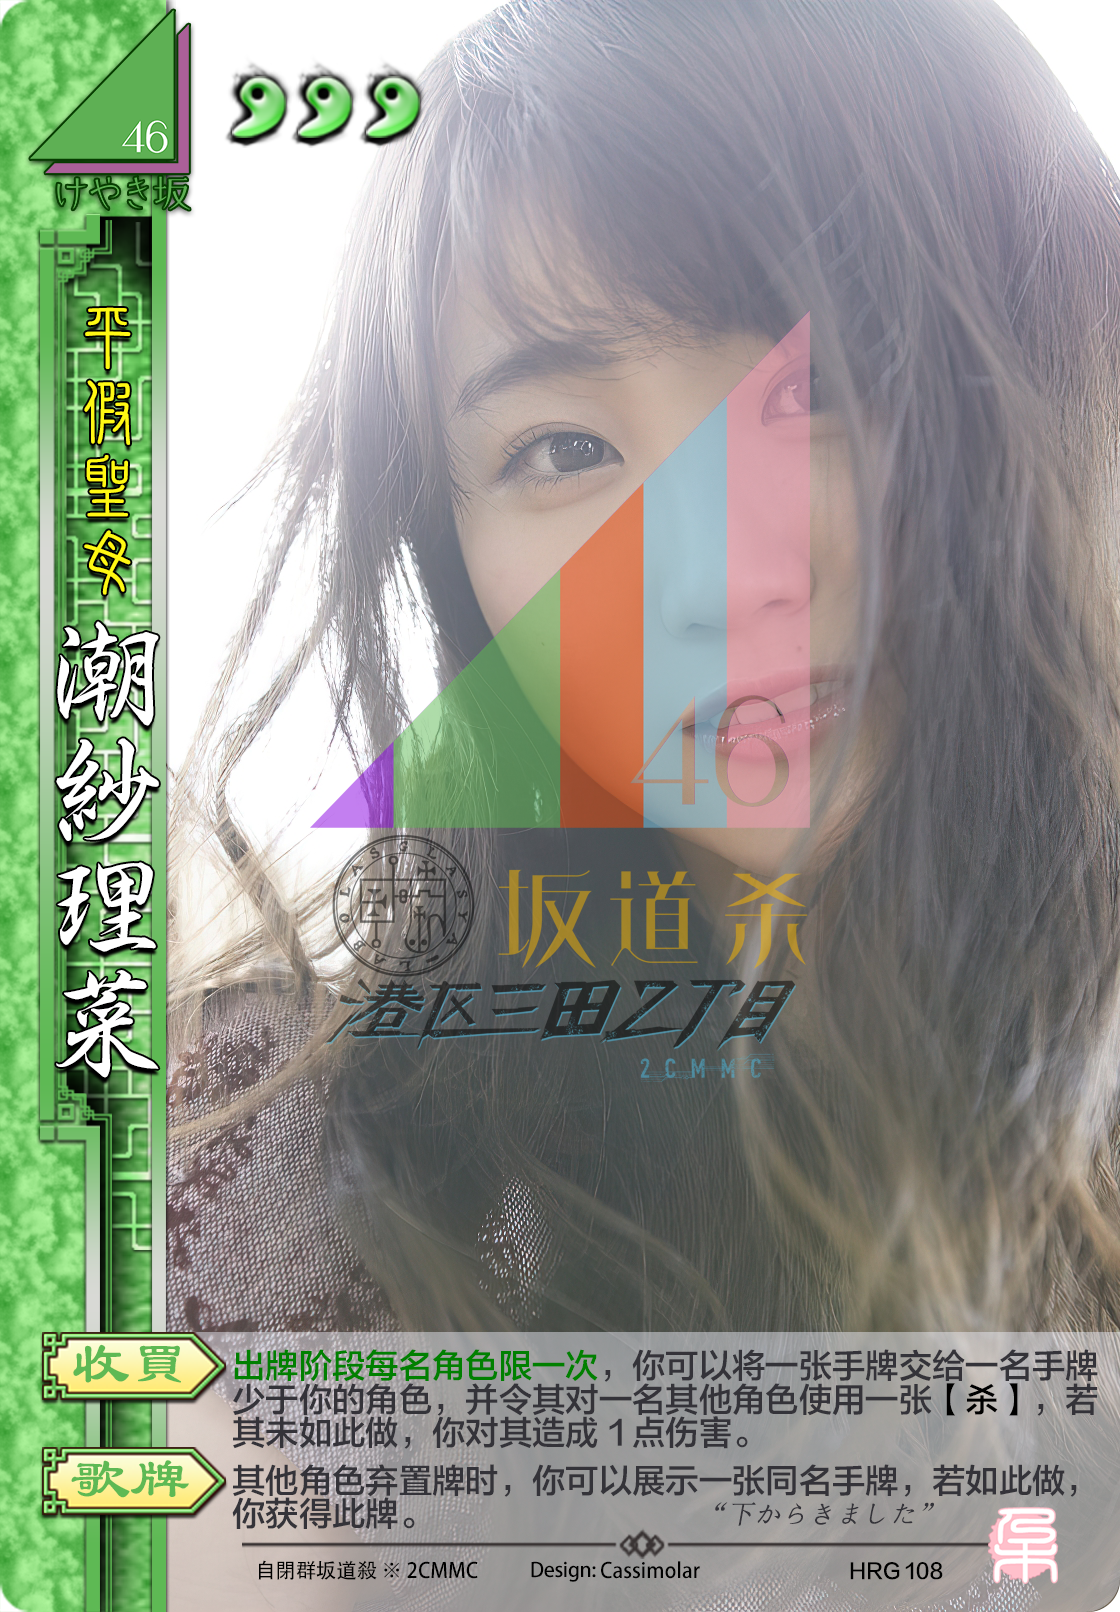 46
けやき坂
平假聖母
潮紗理菜
46
GLASYA-LABOLAS
坂道杀
港区三田2丁目
2CMMC
收買
出牌阶段每名角色限一次，你可以将一张手牌交给一名手牌
少于你的角色，并令其对一名其他角色使用一张【杀】，若
其未如此做，你对其造成 1点伤害。
歌牌
其他角色弃置牌时，你可以展示一张同名手牌，若如此做，
你获得此牌。
“下からきました”
自閉群坂道殺 ※ 2CMMC
Design: Cassimolar
HRG 108